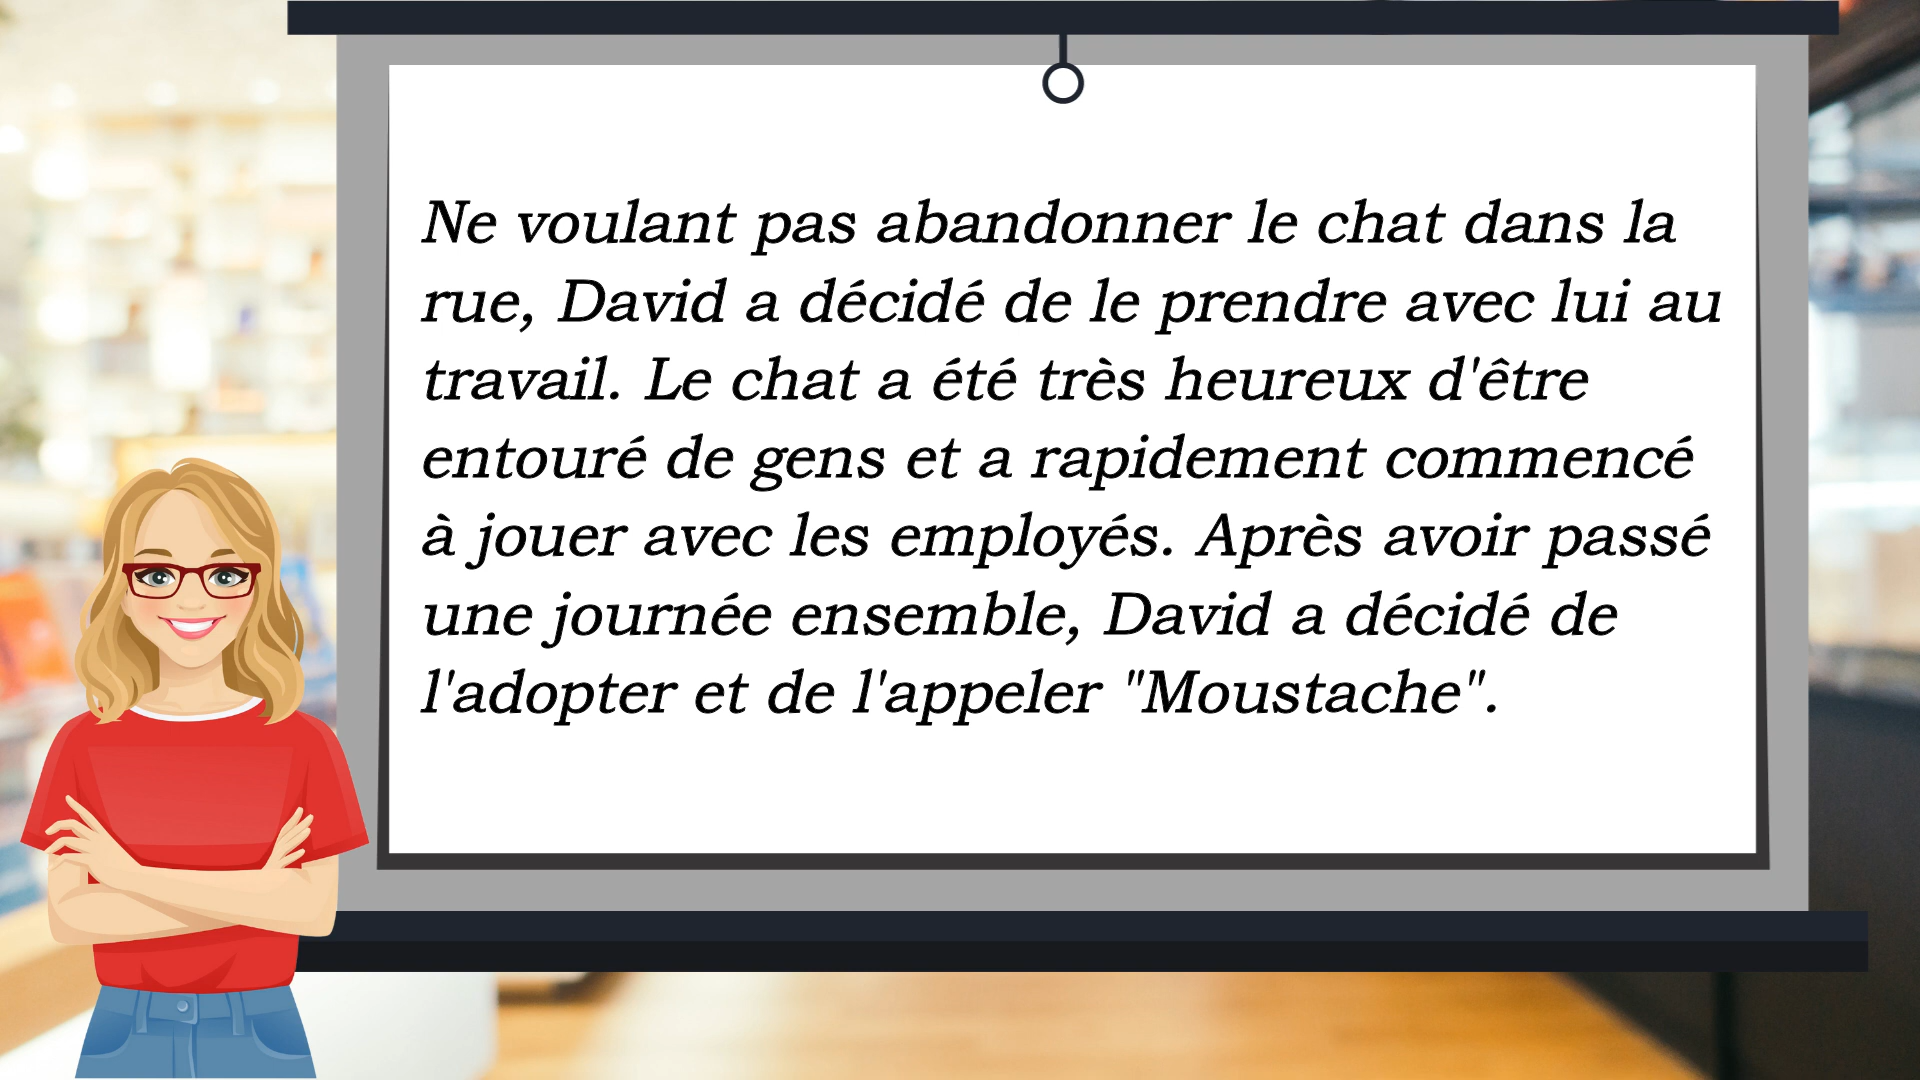 Ne voulant pas abandonner le chat dans la
rue, David a décidé de le prendre avec lui au
travail. Le chat a été très heureux d'être
entouré de gens et a rapidement commencé
à jouer avec les employés. Après avoir passé
une journée ensemble, David a décidé de
l'adopter et de l'appeler "Moustache".